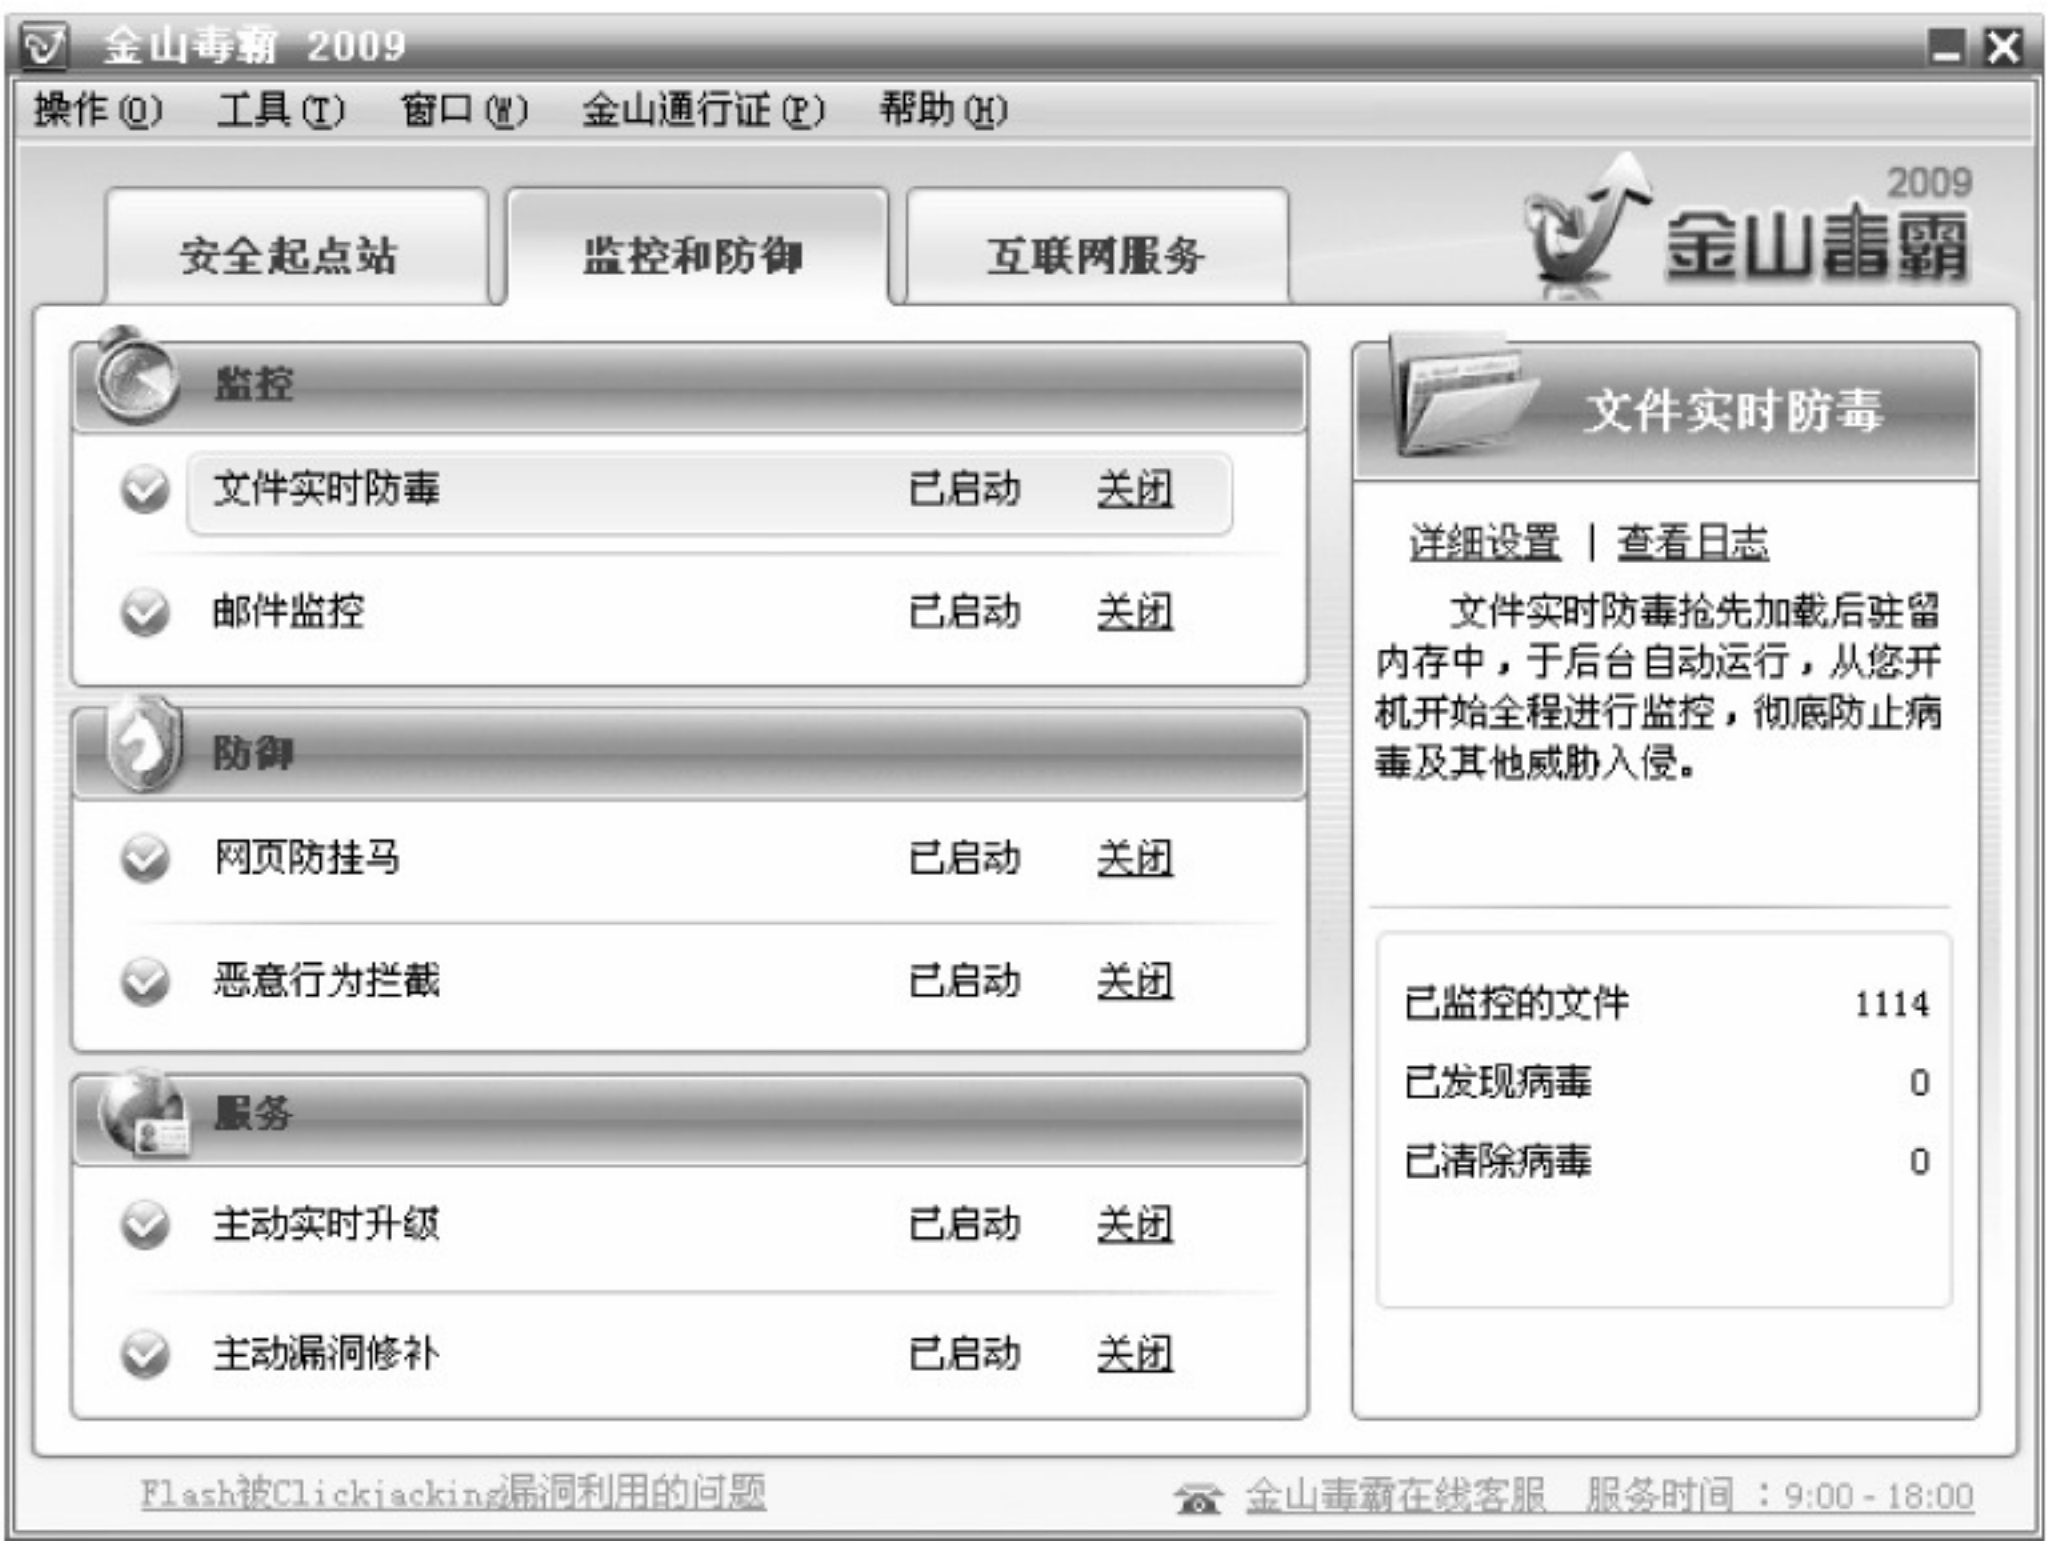 金山毒霸 2009
操作(O) 工具(T) 窗口(W) 金山通行证(P) 帮助(H)
安全起点站 监控和防御 互联网服务
2009
金山毒霸
监控
文件实时防毒 已启动 关闭
邮件监控 已启动 关闭
防御
网页防挂马 已启动 关闭
恶意行为拦截 已启动 关闭
服务
主动实时升级 已启动 关闭
主动漏洞修补 已启动 关闭
文件实时防毒
详细设置 | 查看日志
文件实时防毒抢先加载后驻留
内存中，于后台自动运行，从您开
机开始全程进行监控，彻底防止病
毒及其他威胁入侵。
已监控的文件 1114
已发现病毒 0
已清除病毒 0
Flash被Clickjacking漏洞利用的问题
金山毒霸在线客服 服务时间：9:00-18:00